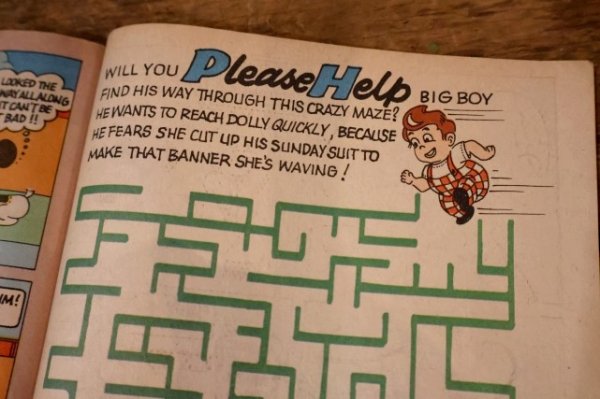 LOOKED THE
WAY ALL ALONG
IT CAN'T BE
BAD !!
WILL YOU Please Help BIG BOY
FIND HIS WAY THROUGH THIS CRAZY MAZE?
HE WANTS TO REACH DOLLY QUICKLY, BECAUSE
HE FEARS SHE CUT UP HIS SUNDAY SUIT TO
MAKE THAT BANNER SHE'S WAVING!
IM!